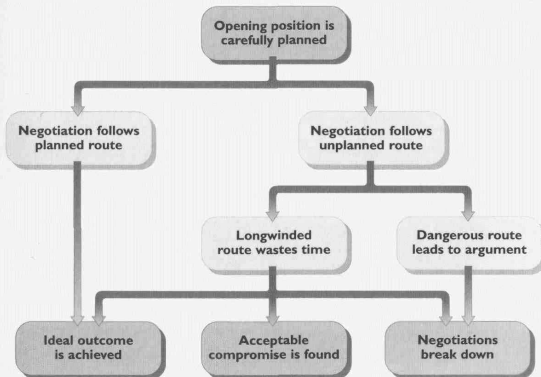 Opening position is
carefully planned
Negotiation follows
planned route
Negotiation follows
unplanned route
Longwinded
route wastes time
Dangerous route
leads to argument
Ideal outcome
is achieved
Acceptable
compromise is found
Negotiations
break down